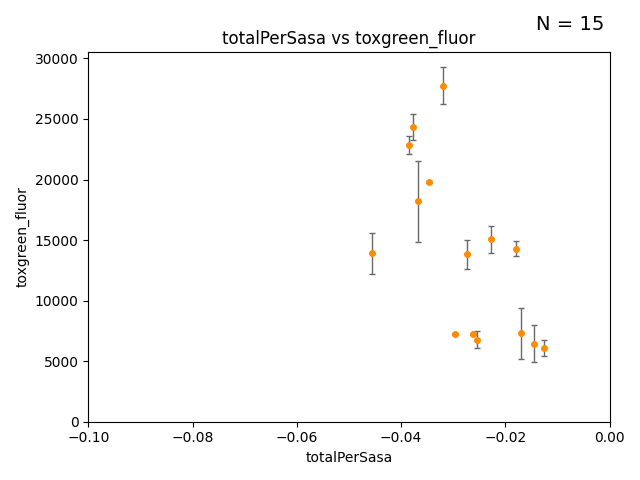 N = 15
totalPerSasa vs toxgreen_fluor
30000
25000
20000
15000
10000
5000
0
toxgreen_fluor
−0.10 −0.08 −0.06 −0.04 −0.02 0.00
totalPerSasa